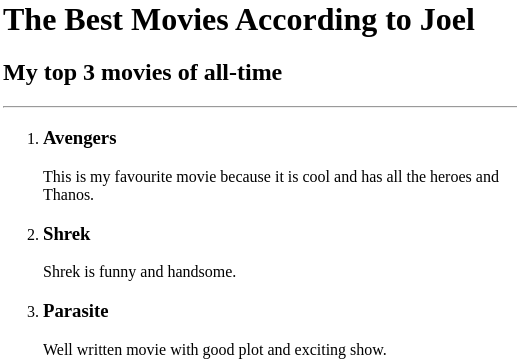 The Best Movies According to Joel
My top 3 movies of all-time
1. Avengers
This is my favourite movie because it is cool and has all the heroes and
Thanos.
2. Shrek
Shrek is funny and handsome.
3. Parasite
Well written movie with good plot and exciting show.